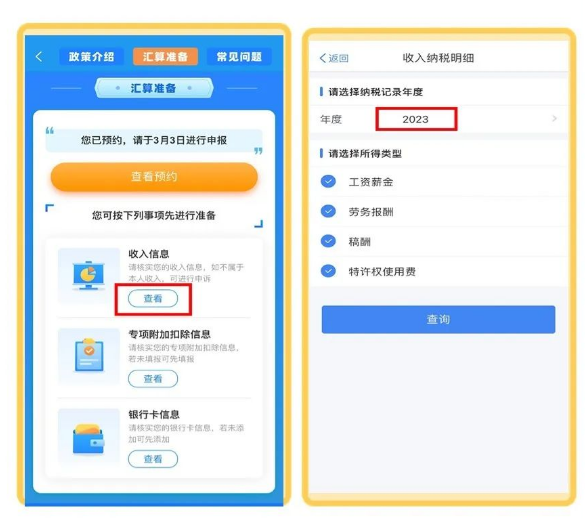 政策介绍
汇算准备
常见问题
汇算准备
您已预约，请于3月3日进行申报
查看预约
您可按下列事项先进行准备
收入信息
请核实您的收入信息，如不属于
本人收入，可进行申诉
查看
专项附加扣除信息
请核实您的专项附加扣除信息，
若未填报可先填报
查看
银行卡信息
请核实您的银行卡信息，若未添
加可先添加
查看
返回
收入纳税明细
请选择纳税记录年度
年度
2023
请选择所得类型
工资薪金
劳务报酬
稿酬
特许权使用费
查询